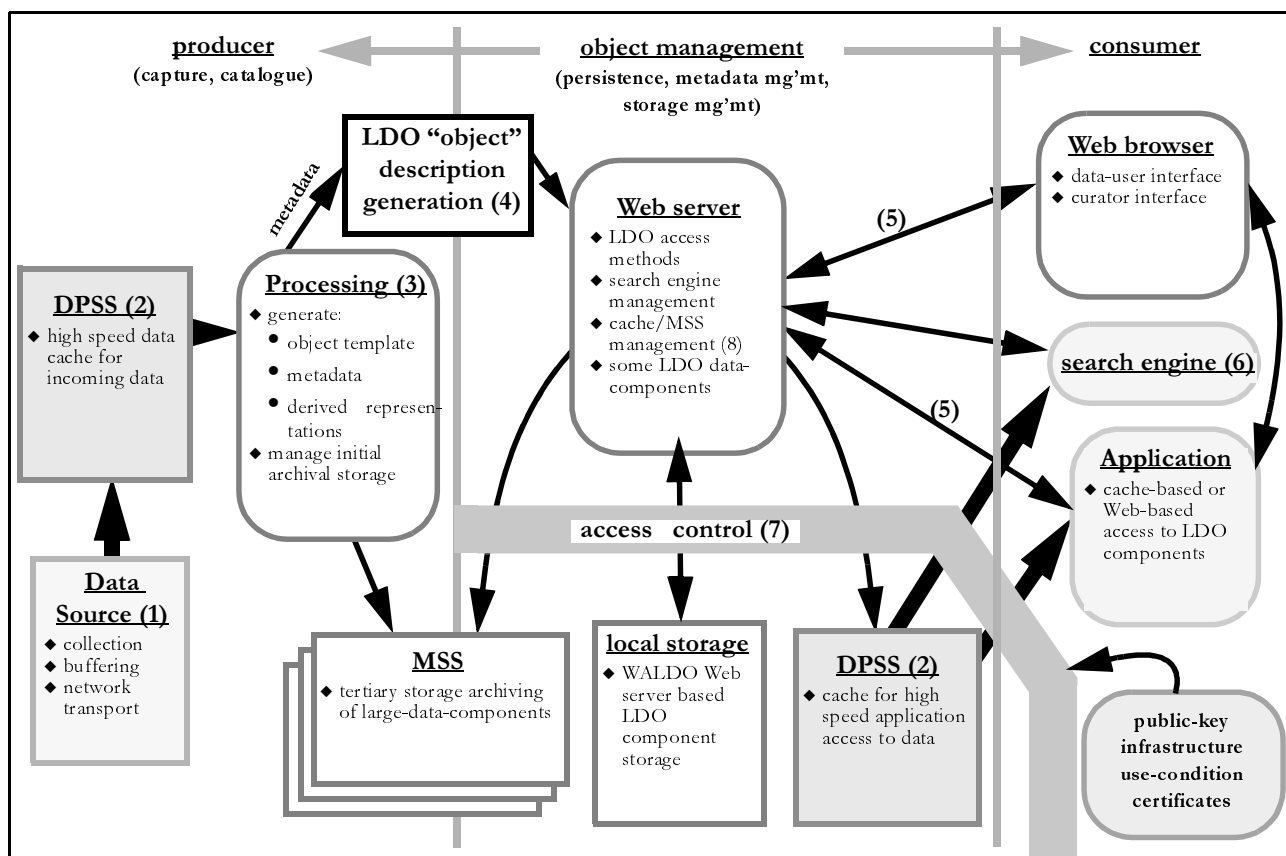 producer
(capture, catalogue)
object management
(persistence, metadata mg’mt,
storage mg’mt)
consumer
metadata
LDO “object”
description
generation (4)
DPSS (2)
◆ high speed data
cache for
incoming data
Processing (3)
◆ generate:
● object template
● metadata
● derived represen-
tations
◆ manage initial
archival storage
Web server
◆ LDO access
methods
◆ search engine
management
◆ cache/MSS
management (8)
◆ some LDO data-
components
(5)
(5)
Web browser
◆ data-user interface
◆ curator interface
search engine (6)
Application
◆ cache-based or
Web-based
access to LDO
components
access control (7)
Data
Source (1)
◆ collection
◆ buffering
◆ network
transport
MSS
◆ tertiary storage archiving
of large-data-components
local storage
◆ WALDO Web
server based
LDO
component
storage
DPSS (2)
◆ cache for high
speed application
access to data
public-key
infrastructure
use-condition
certificates